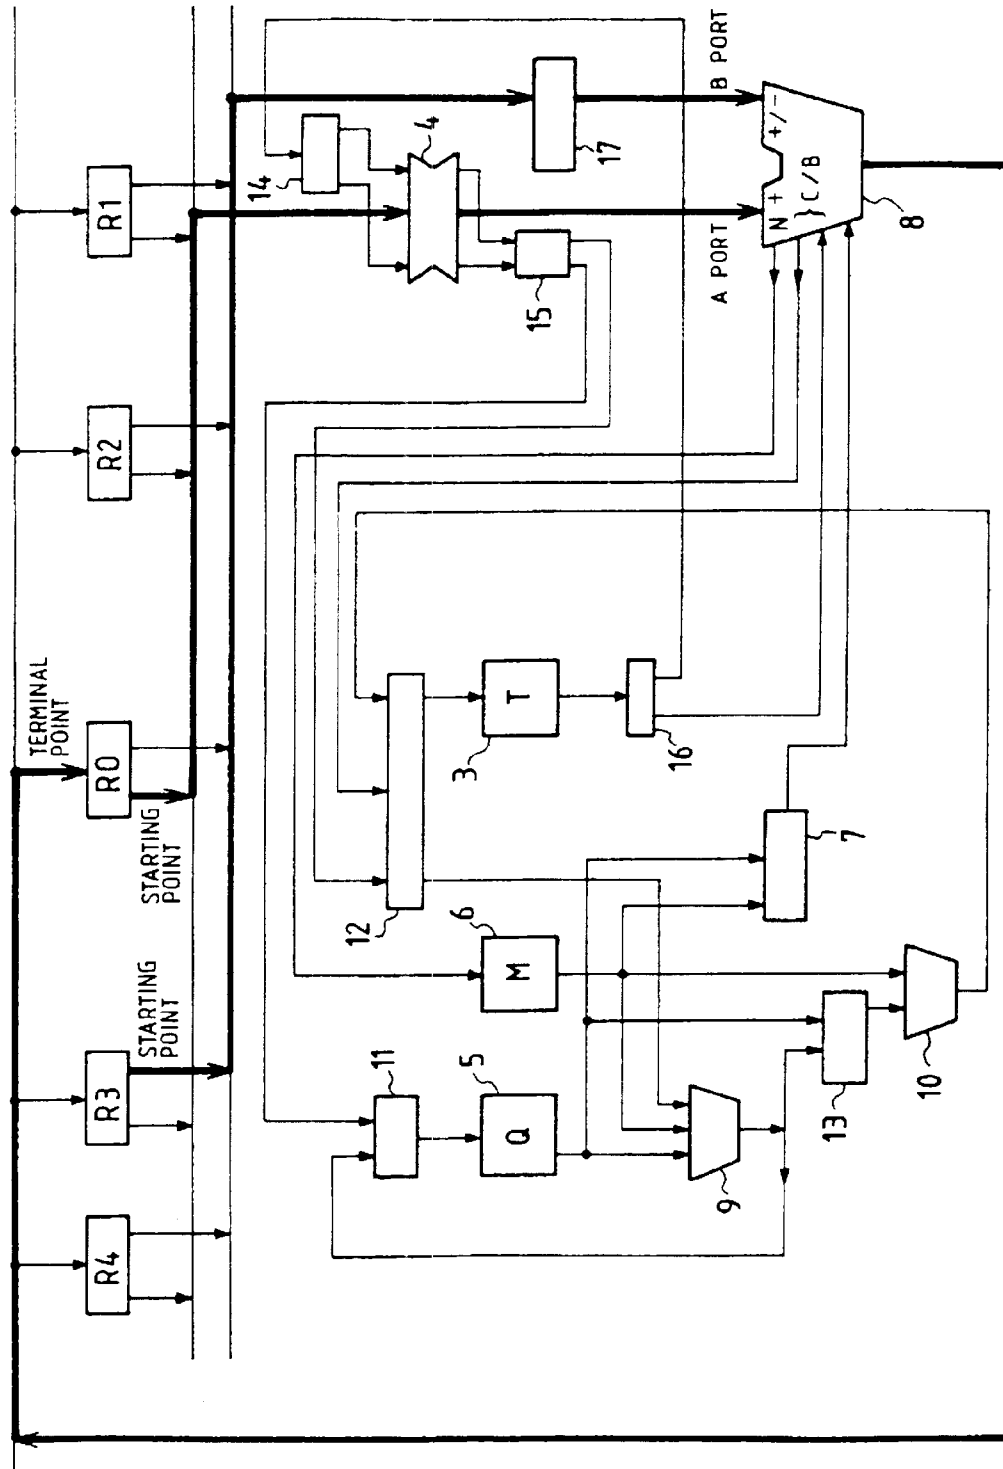 R4
R3
R0
R2
R1
TERMINAL
POINT
STARTING
POINT
STARTING
POINT
14
4
11
12
15
17
5
Q
6
M
3
T
16
A PORT
B PORT
9
13
10
7
N + +/-
} C/B
8